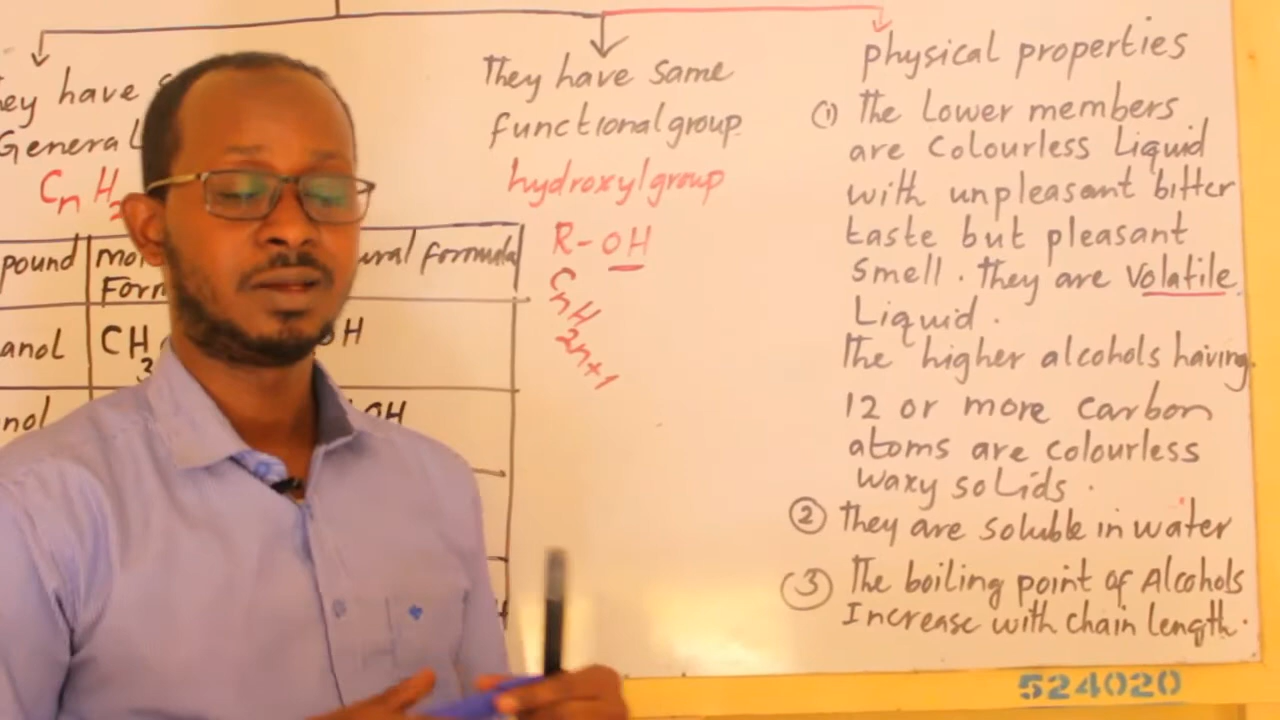 ey have
General
Cn H2
They have same
functional group
hydroxyl group
R-OH
CnH2n+1
pound
Form
ural formula
anol
CH3
OH
nol
OH
physical properties
① The Lower members
are Colourless Liquid
with unpleasant bitter
taste but pleasant
smell. They are Volatile
Liquid.
The higher alcohols having
12 or more carbon
atoms are colourless
waxy solids.
② They are soluble in water
③ The boiling point of Alcohols
Increase with chain length.
524020